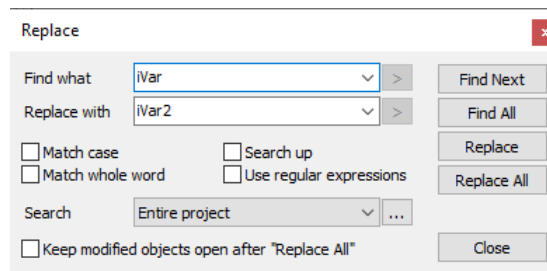 Replace
x
Find what iVar > Find Next
Replace with iVar2 > Find All
Match case Search up Replace
Match whole word Use regular expressions Replace All
Search Entire project ...
Keep modified objects open after "Replace All" Close